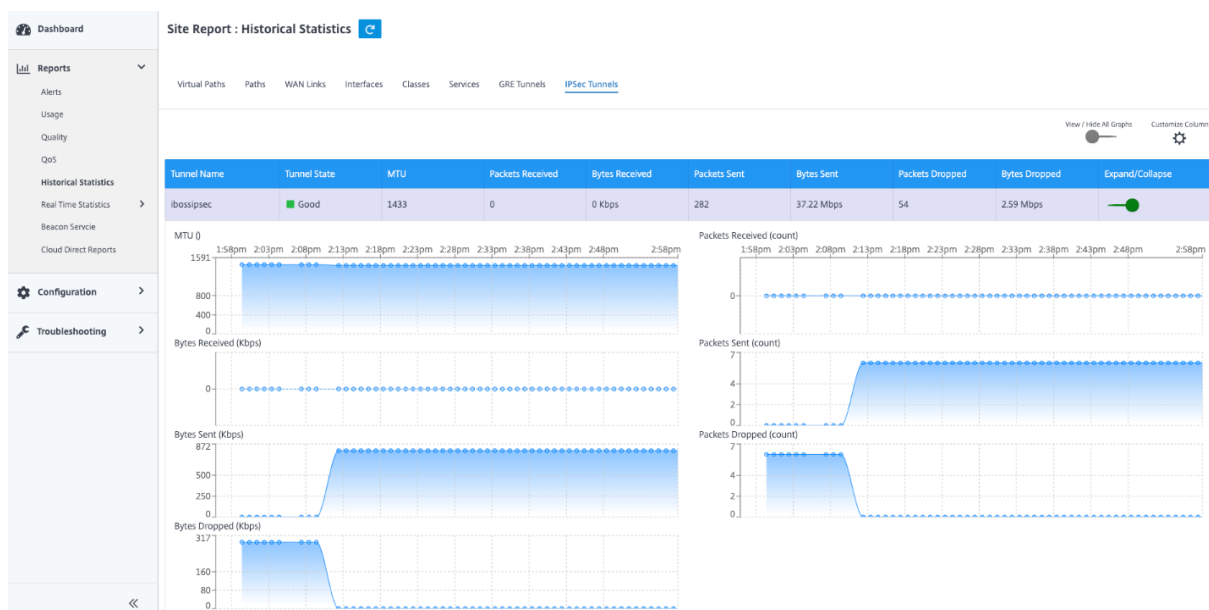 Dashboard
Reports
Alerts
Usage
Quality
QoS
Historical Statistics
Real Time Statistics
Beacon Servcie
Cloud Direct Reports
Configuration
Troubleshooting
Site Report : Historical Statistics
Virtual Paths Paths WAN Links Interfaces Classes Services GRE Tunnels IPSec Tunnels
View / Hide All Graphs Customize Column
Tunnel Name Tunnel State MTU Packets Received Bytes Received Packets Sent Bytes Sent Packets Dropped Bytes Dropped Expand/Collapse
ibossipsec Good 1433 0 0 Kbps 282 37.22 Mbps 54 2.59 Mbps
MTU ()
1:58pm 2:03pm 2:08pm 2:13pm 2:18pm 2:23pm 2:28pm 2:33pm 2:38pm 2:43pm 2:48pm 2:58pm
1591
800
400
0
Packets Received (count)
1:58pm 2:03pm 2:08pm 2:13pm 2:18pm 2:23pm 2:28pm 2:33pm 2:38pm 2:43pm 2:48pm 2:58pm
0
Bytes Received (Kbps)
0
Packets Sent (count)
7
4
2
0
Bytes Sent (Kbps)
872
500
250
0
Packets Dropped (count)
7
4
2
0
Bytes Dropped (Kbps)
317
160
80
0